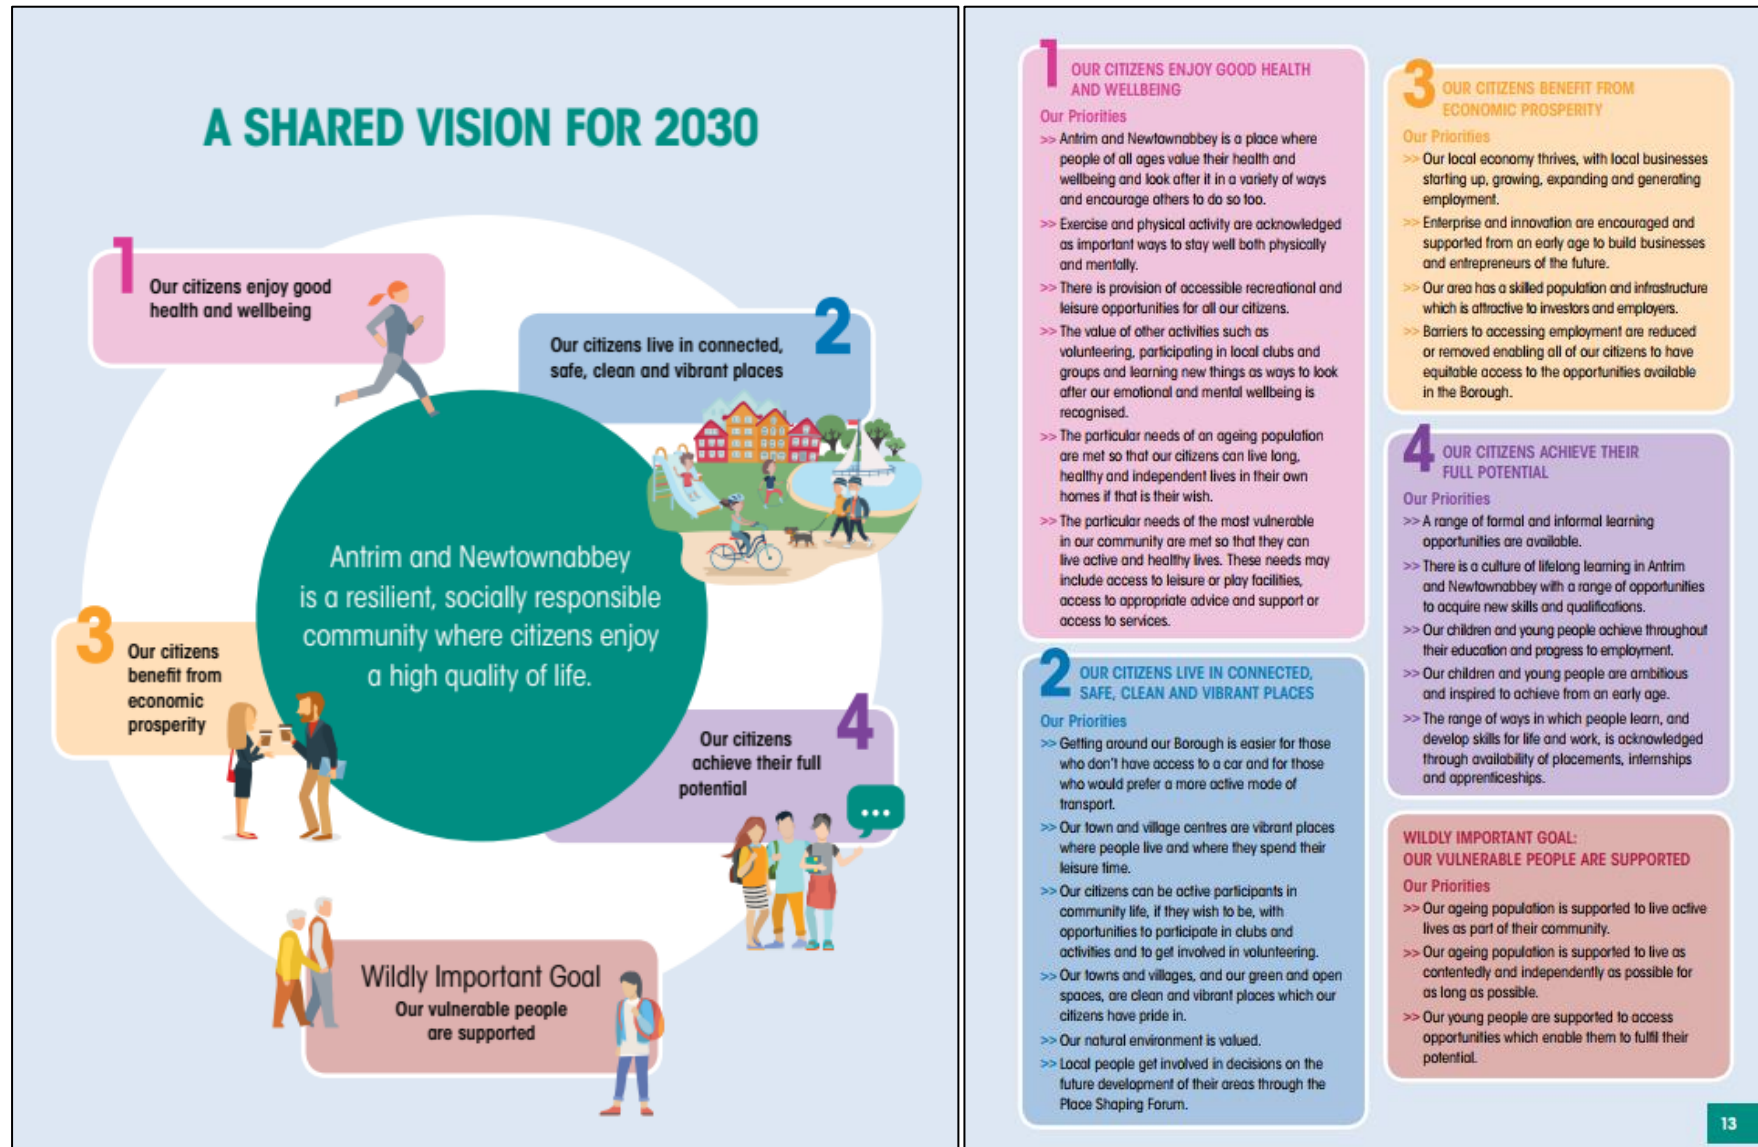 A SHARED VISION FOR 2030
1
Our citizens enjoy good
health and wellbeing
2
Our citizens live in connected,
safe, clean and vibrant places
Antrim and Newtownabbey
is a resilient, socially responsible
community where citizens enjoy
a high quality of life.
3
Our citizens
benefit from
economic
prosperity
4
Our citizens
achieve their full
potential
Wildly Important Goal
Our vulnerable people
are supported
1
OUR CITIZENS ENJOY GOOD HEALTH
AND WELLBEING
Our Priorities
>> Antrim and Newtownabbey is a place where
people of all ages value their health and
wellbeing and look after it in a variety of ways
and encourage others to do so too.
>> Exercise and physical activity are acknowledged
as important ways to stay well both physically
and mentally.
>> There is provision of accessible recreational and
leisure opportunities for all our citizens.
>> The value of other activities such as
volunteering, participating in local clubs and
groups and learning new things as ways to look
after our emotional and mental wellbeing is
recognised.
>> The particular needs of an ageing population
are met so that our citizens can live long,
healthy and independent lives in their own
homes if that is their wish.
>> The particular needs of the most vulnerable
in our community are met so that they can
live active and healthy lives. These needs may
include access to leisure or play facilities,
access to appropriate advice and support or
access to services.
2
OUR CITIZENS LIVE IN CONNECTED,
SAFE, CLEAN AND VIBRANT PLACES
Our Priorities
>> Getting around our Borough is easier for those
who don't have access to a car and for those
who would prefer a more active mode of
transport.
>> Our town and village centres are vibrant places
where people live and where they spend their
leisure time.
>> Our citizens can be active participants in
community life, if they wish to be, with
opportunities to participate in clubs and
activities and to get involved in volunteering.
>> Our towns and villages, and our green and open
spaces, are clean and vibrant places which our
citizens have pride in.
>> Our natural environment is valued.
>> Local people get involved in decisions on the
future development of their areas through the
Place Shaping Forum.
3
OUR CITIZENS BENEFIT FROM
ECONOMIC PROSPERITY
Our Priorities
>> Our local economy thrives, with local businesses
starting up, growing, expanding and generating
employment.
>> Enterprise and innovation are encouraged and
supported from an early age to build businesses
and entrepreneurs of the future.
>> Our area has a skilled population and infrastructure
which is attractive to investors and employers.
>> Barriers to accessing employment are reduced
or removed enabling all of our citizens to have
equitable access to the opportunities available
in the Borough.
4
OUR CITIZENS ACHIEVE THEIR
FULL POTENTIAL
Our Priorities
>> A range of formal and informal learning
opportunities are available.
>> There is a culture of lifelong learning in Antrim
and Newtownabbey with a range of opportunities
to acquire new skills and qualifications.
>> Our children and young people achieve throughout
their education and progress to employment.
>> Our children and young people are ambitious
and inspired to achieve from an early age.
>> The range of ways in which people learn, and
develop skills for life and work, is acknowledged
through availability of placements, internships
and apprenticeships.
WILDLY IMPORTANT GOAL:
OUR VULNERABLE PEOPLE ARE SUPPORTED
Our Priorities
>> Our ageing population is supported to live active
lives as part of their community.
>> Our ageing population is supported to live as
contentedly and independently as possible for
as long as possible.
>> Our young people are supported to access
opportunities which enable them to fulfil their
potential.
13